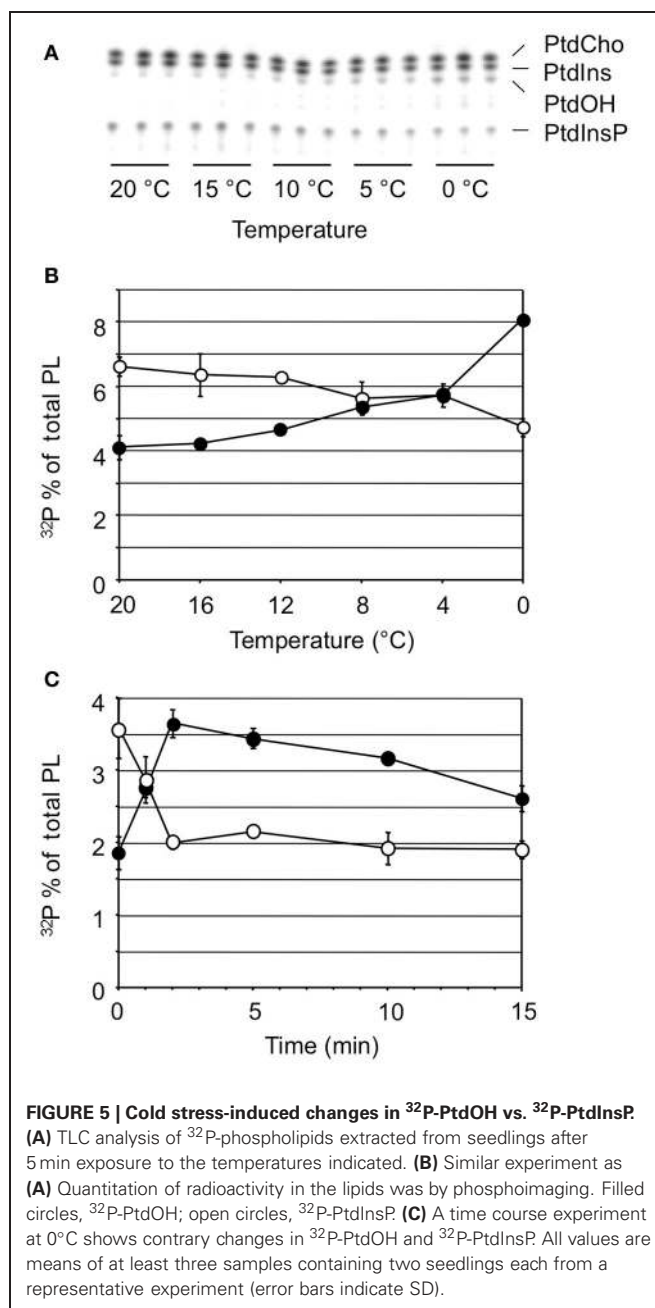 A
PtdCho
PtdIns
PtdOH
PtdInsP
20 °C 15 °C 10 °C 5 °C 0 °C
Temperature
B
8
6
4
2
0
³²P % of total PL
20 16 12 8 4 0
Temperature (°C)
C
4
3
2
1
0
³²P % of total PL
0 5 10 15
Time (min)
FIGURE 5 | Cold stress-induced changes in ³²P-PtdOH vs. ³²P-PtdInsP.
(A) TLC analysis of ³²P-phospholipids extracted from seedlings after
5 min exposure to the temperatures indicated. (B) Similar experiment as
(A) Quantitation of radioactivity in the lipids was by phosphoimaging. Filled
circles, ³²P-PtdOH; open circles, ³²P-PtdInsP. (C) A time course experiment
at 0°C shows contrary changes in ³²P-PtdOH and ³²P-PtdInsP. All values are
means of at least three samples containing two seedlings each from a
representative experiment (error bars indicate SD).